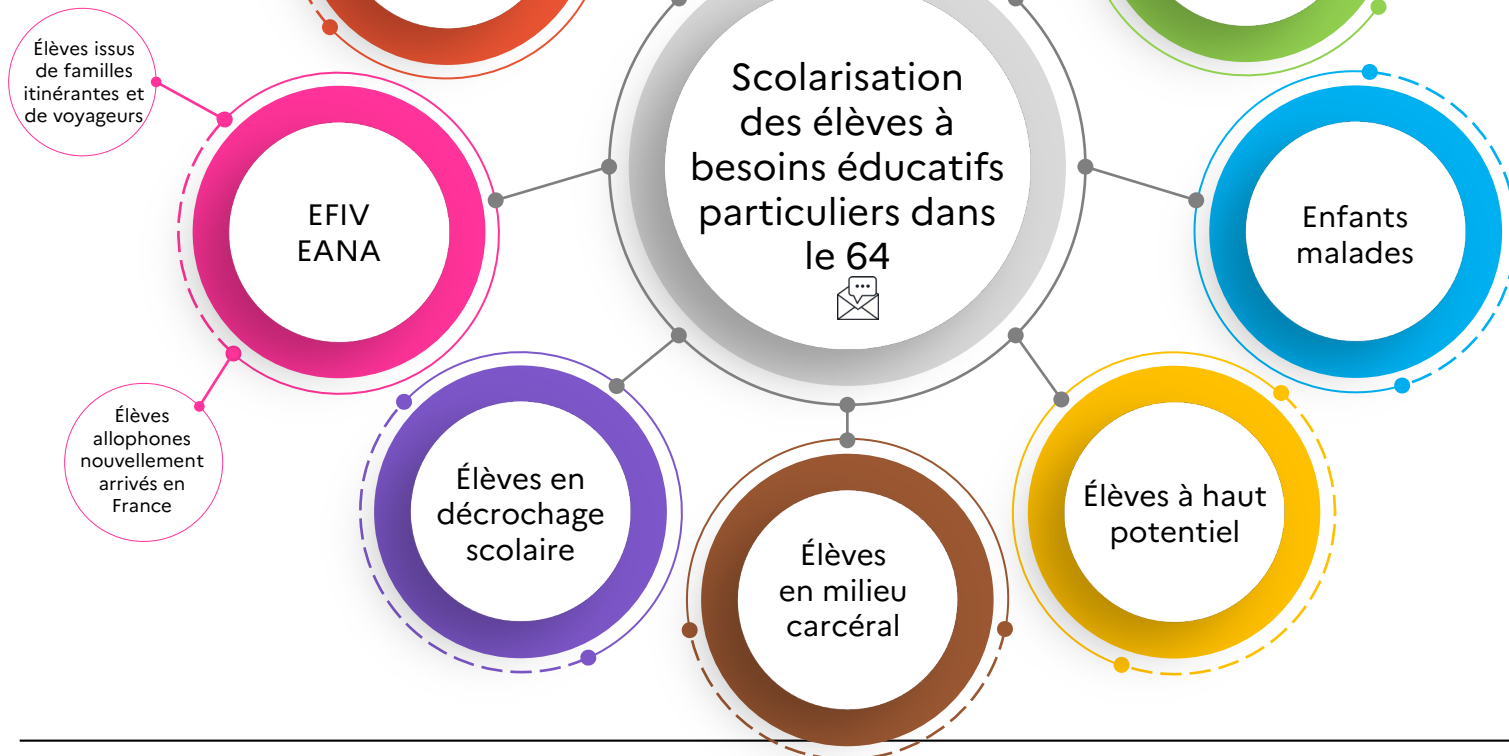 Élèves issus
de familles
itinérantes et
de voyageurs
Scolarisation
des élèves à
besoins éducatifs
particuliers dans
le 64
EFIV
EANA
Enfants
malades
Élèves
allophones
nouvellement
arrivés en
France
Élèves en
décrochage
scolaire
Élèves
en milieu
carcéral
Élèves à haut
potentiel